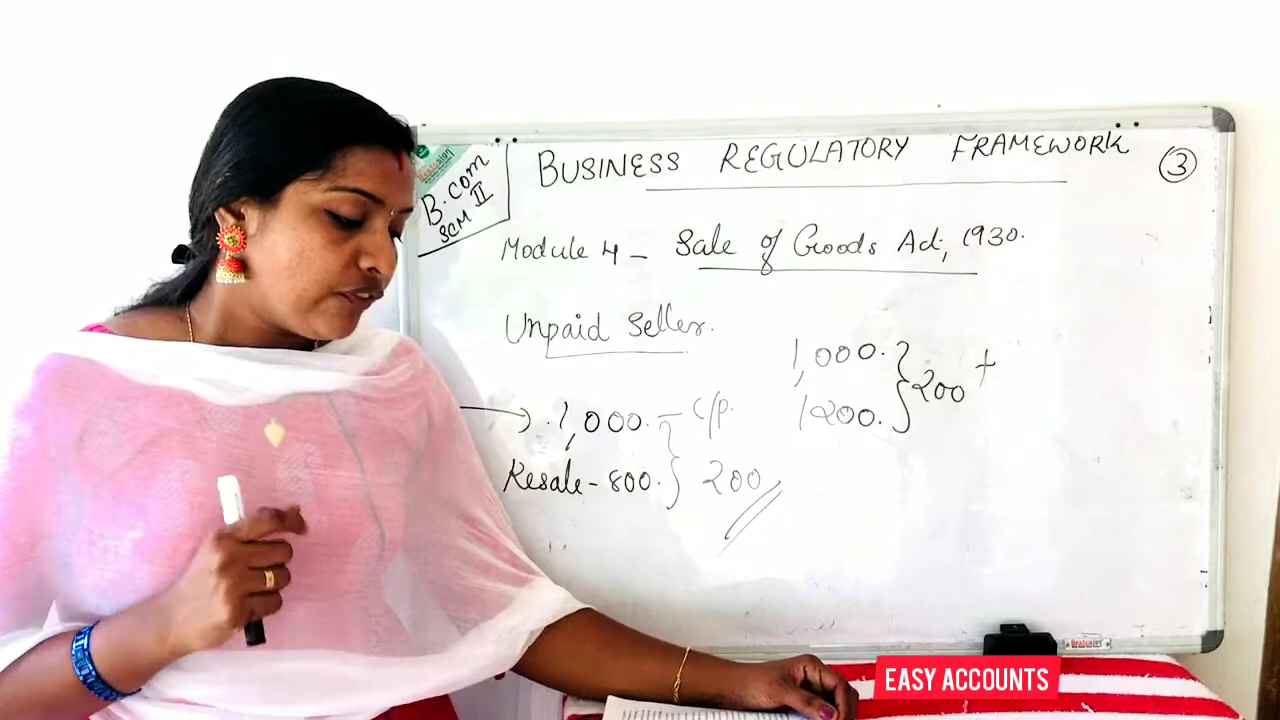 B.com
SCM II
BUSINESS REGULATORY FRAMEWORK ③
Module 4 - Sale of Goods Act, 1930.
Unpaid Seller.
1,000.
1200.
} 200 +
1,000. - C/P.
Resale - 800.
} 200
EASY ACCOUNTS